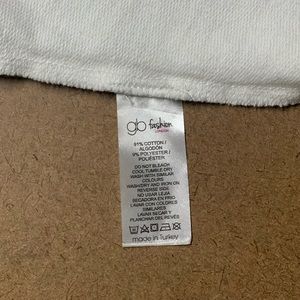 gb fashion
LONDON
91% COTTON /
ALGODÓN
9% POLYESTER /
POLIÉSTER
DO NOT BLEACH
COOL TUMBLE DRY
WASH WITH SIMILAR
COLOURS
WASH/DRY AND IRON ON
REVERSE SIDE
NO USAR LEJÍA
SECADORA EN FRIO
LAVAR CON COLORES
SIMILARES
LAVAR SECAR Y
PLANCHAR DEL REVÉS
made in Turkey